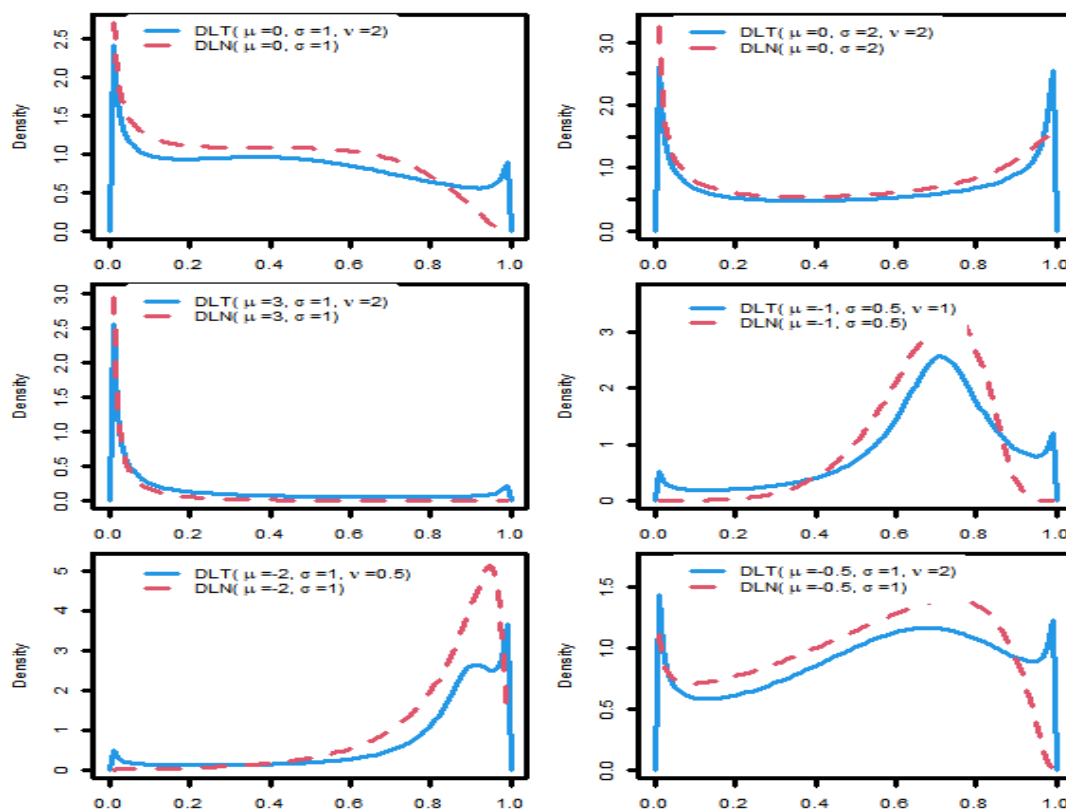 DLT( μ=0, σ=1, ν=2)
DLN( μ=0, σ=1)
Density
0.0 0.5 1.0 1.5 2.0 2.5
0.0 0.2 0.4 0.6 0.8 1.0
DLT( μ=0, σ=2, ν=2)
DLN( μ=0, σ=2)
Density
0.0 1.0 2.0 3.0
0.0 0.2 0.4 0.6 0.8 1.0
DLT( μ=3, σ=1, ν=2)
DLN( μ=3, σ=1)
Density
0.0 0.5 1.0 1.5 2.0 2.5 3.0
0.0 0.2 0.4 0.6 0.8 1.0
DLT( μ=-1, σ=0.5, ν=1)
DLN( μ=-1, σ=0.5)
Density
0 1 2 3
0.0 0.2 0.4 0.6 0.8 1.0
DLT( μ=-2, σ=1, ν=0.5)
DLN( μ=-2, σ=1)
Density
0 1 2 3 4 5
0.0 0.2 0.4 0.6 0.8 1.0
DLT( μ=-0.5, σ=1, ν=2)
DLN( μ=-0.5, σ=1)
Density
0.0 0.5 1.0 1.5
0.0 0.2 0.4 0.6 0.8 1.0